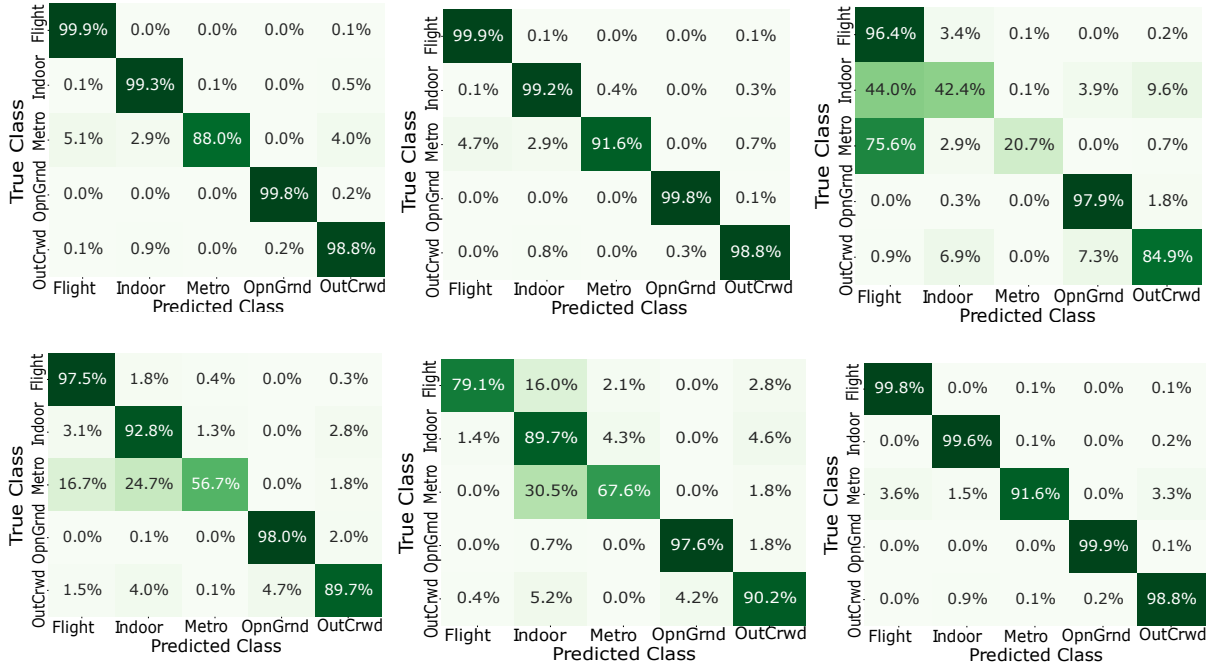 True Class
Flight 99.9% 0.0% 0.0% 0.0% 0.1%
Indoor 0.1% 99.3% 0.1% 0.0% 0.5%
Metro 5.1% 2.9% 88.0% 0.0% 4.0%
OpnGrnd 0.0% 0.0% 0.0% 99.8% 0.2%
OutCrwd 0.1% 0.9% 0.0% 0.2% 98.8%
Flight Indoor Metro OpnGrnd OutCrwd
Predicted Class
True Class
Flight 99.9% 0.1% 0.0% 0.0% 0.1%
Indoor 0.1% 99.2% 0.4% 0.0% 0.3%
Metro 4.7% 2.9% 91.6% 0.0% 0.7%
OpnGrnd 0.0% 0.0% 0.0% 99.8% 0.1%
OutCrwd 0.0% 0.8% 0.0% 0.3% 98.8%
Flight Indoor Metro OpnGrnd OutCrwd
Predicted Class
True Class
Flight 96.4% 3.4% 0.1% 0.0% 0.2%
Indoor 44.0% 42.4% 0.1% 3.9% 9.6%
Metro 75.6% 2.9% 20.7% 0.0% 0.7%
OpnGrnd 0.0% 0.3% 0.0% 97.9% 1.8%
OutCrwd 0.9% 6.9% 0.0% 7.3% 84.9%
Flight Indoor Metro OpnGrnd OutCrwd
Predicted Class
True Class
Flight 97.5% 1.8% 0.4% 0.0% 0.3%
Indoor 3.1% 92.8% 1.3% 0.0% 2.8%
Metro 16.7% 24.7% 56.7% 0.0% 1.8%
OpnGrnd 0.0% 0.1% 0.0% 98.0% 2.0%
OutCrwd 1.5% 4.0% 0.1% 4.7% 89.7%
Flight Indoor Metro OpnGrnd OutCrwd
Predicted Class
True Class
Flight 79.1% 16.0% 2.1% 0.0% 2.8%
Indoor 1.4% 89.7% 4.3% 0.0% 4.6%
Metro 0.0% 30.5% 67.6% 0.0% 1.8%
OpnGrnd 0.0% 0.7% 0.0% 97.6% 1.8%
OutCrwd 0.4% 5.2% 0.0% 4.2% 90.2%
Flight Indoor Metro OpnGrnd OutCrwd
Predicted Class
True Class
Flight 99.8% 0.0% 0.1% 0.0% 0.1%
Indoor 0.0% 99.6% 0.1% 0.0% 0.2%
Metro 3.6% 1.5% 91.6% 0.0% 3.3%
OpnGrnd 0.0% 0.0% 0.0% 99.9% 0.1%
OutCrwd 0.0% 0.9% 0.1% 0.2% 98.8%
Flight Indoor Metro OpnGrnd OutCrwd
Predicted Class